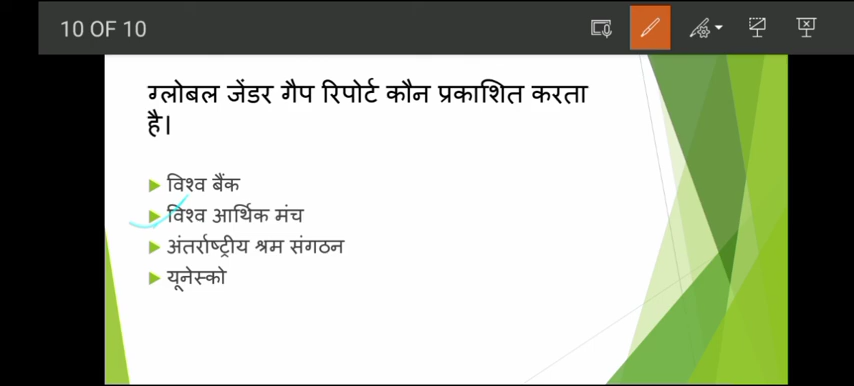 10 OF 10
ग्लोबल जेंडर गैप रिपोर्ट कौन प्रकाशित करता
है।
विश्व बैंक
विश्व आर्थिक मंच
अंतर्राष्ट्रीय श्रम संगठन
यूनेस्को